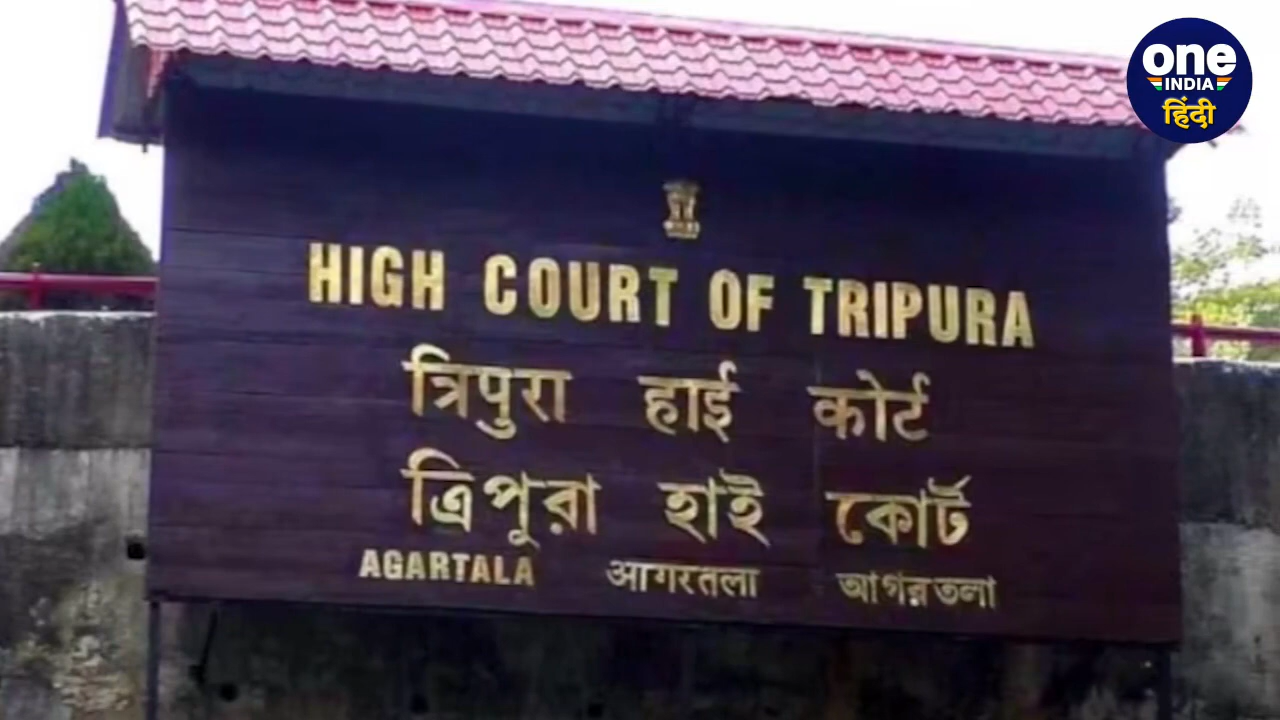 one
INDIA
हिंदी
HIGH COURT OF TRIPURA
त्रिपुरा हाई कोर्ट
ত্রিপুরা হাই কোর্ট
AGARTALA आगरतला আগরতলা